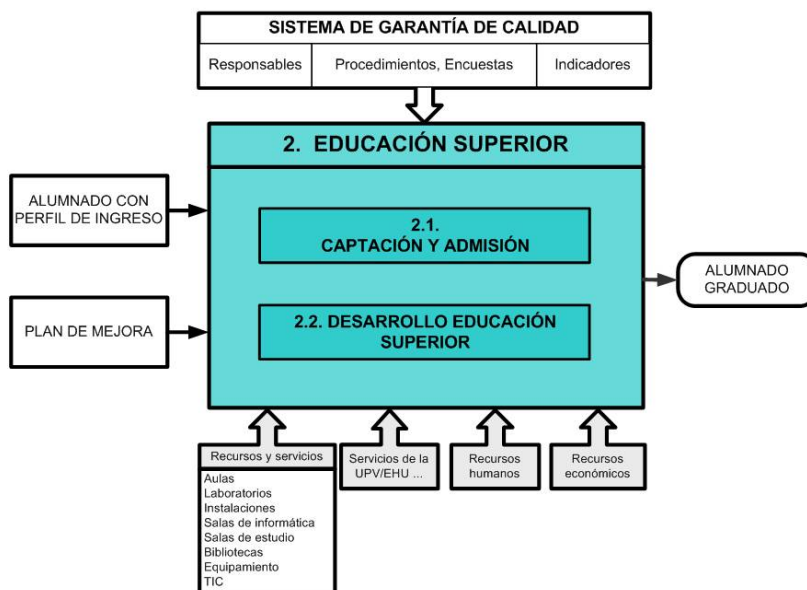 SISTEMA DE GARANTÍA DE CALIDAD
Responsables
Procedimientos, Encuestas
Indicadores
2. EDUCACIÓN SUPERIOR
ALUMNADO CON
PERFIL DE INGRESO
2.1.
CAPTACIÓN Y ADMISIÓN
ALUMNADO
GRADUADO
PLAN DE MEJORA
2.2. DESARROLLO EDUCACIÓN
SUPERIOR
Recursos y servicios
Aulas
Laboratorios
Instalaciones
Salas de informática
Salas de estudio
Bibliotecas
Equipamiento
TIC
Servicios de la
UPV/EHU ...
Recursos
humanos
Recursos
económicos